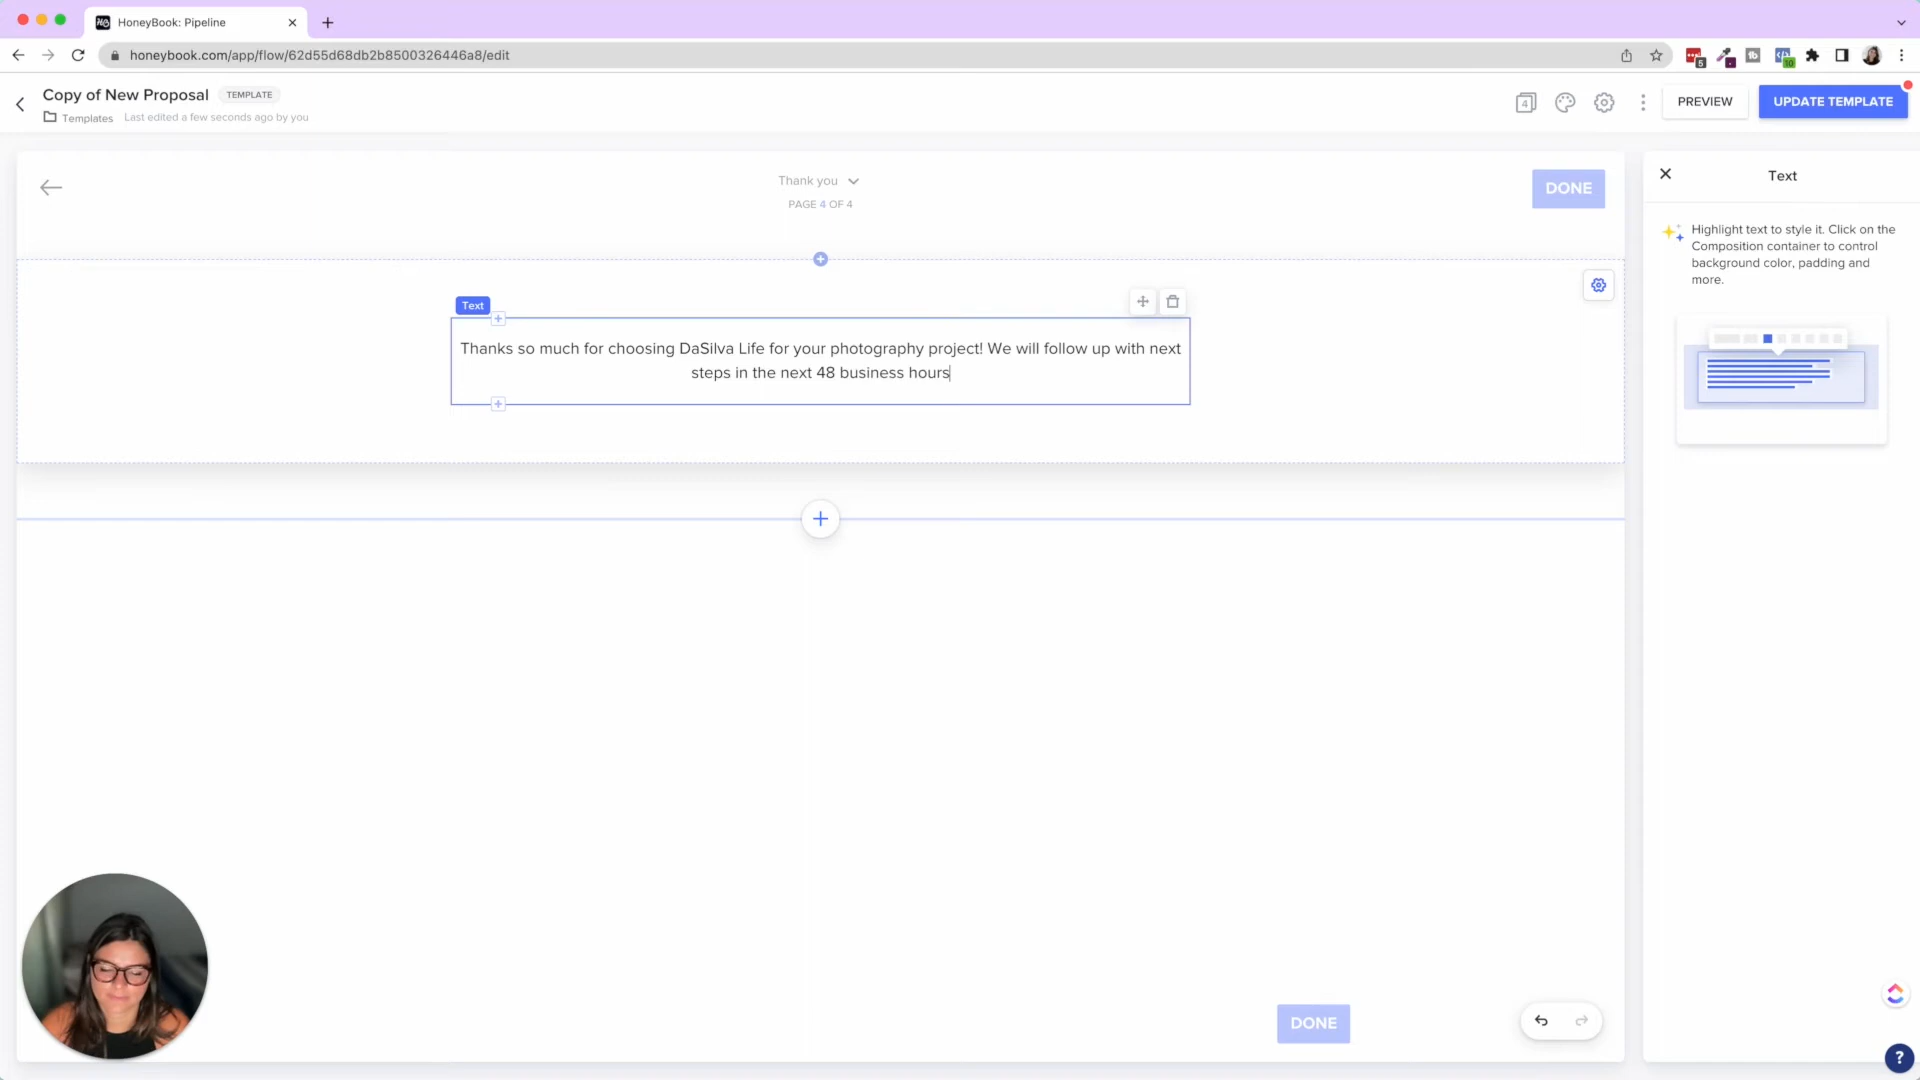 HoneyBook: Pipeline
honeybook.com/app/flow/62d55d68db2b8500326446a8/edit
5
10
Copy of New Proposal TEMPLATE
Templates Last edited a few seconds ago by you
4
PREVIEW
UPDATE TEMPLATE
Thank you
PAGE 4 OF 4
DONE
Text
Highlight text to style it. Click on the
Composition container to control
background color, padding and
more.
Text
Thanks so much for choosing DaSilva Life for your photography project! We will follow up with next
steps in the next 48 business hours
DONE
?